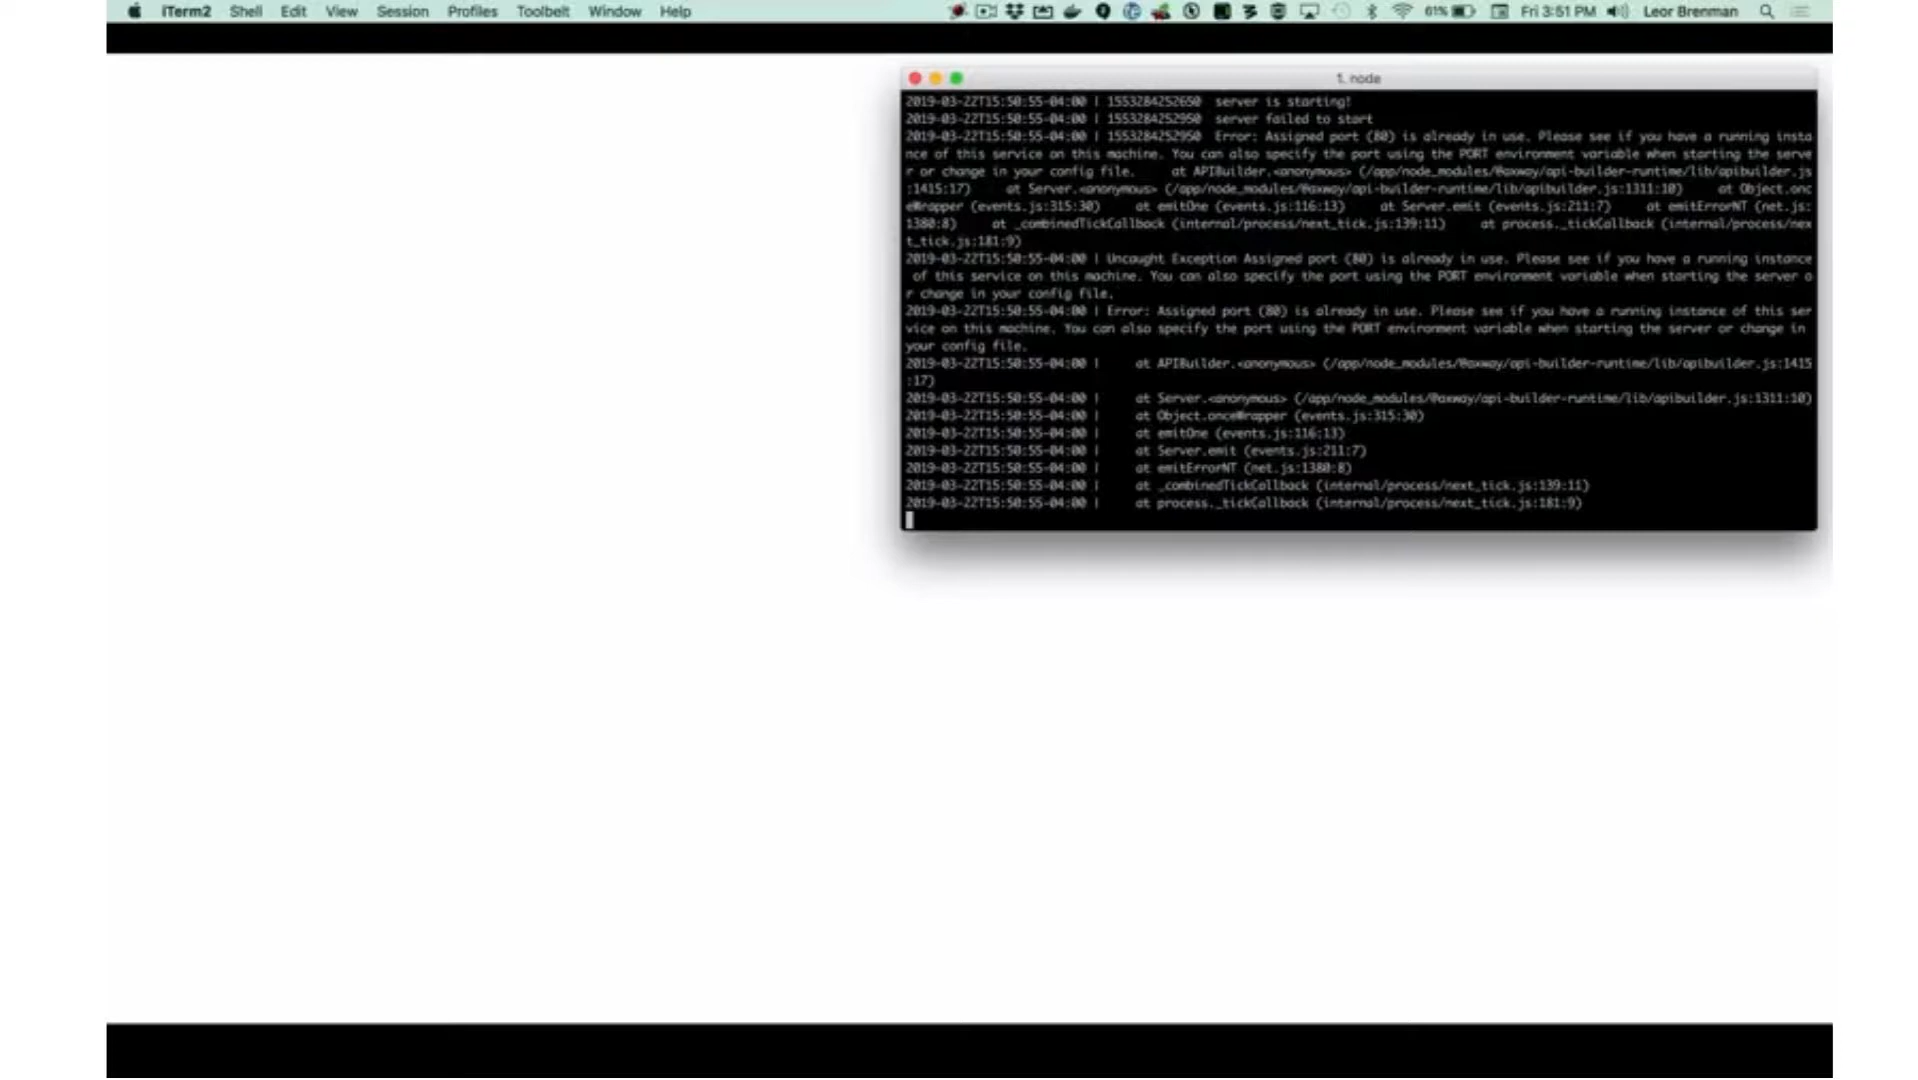 iTerm2 Shell Edit View Session Profiles Toolbelt Window Help 61% Fri 3:51 PM Leor Brenman
1. node
2019-03-22T15:50:55-04:00 | 1553284252650 server is starting!
2019-03-22T15:50:55-04:00 | 1553284252950 server failed to start
2019-03-22T15:50:55-04:00 | 1553284252950 Error: Assigned port (80) is already in use. Please see if you have a running insta
nce of this service on this machine. You can also specify the port using the PORT environment variable when starting the serve
r or change in your config file. at APIBuilder.<anonymous> (/app/node_modules/@axway/api-builder-runtime/lib/apibuilder.js
:1415:17) at Server.<anonymous> (/app/node_modules/@axway/api-builder-runtime/lib/apibuilder.js:1311:10) at Object.onc
eWrapper (events.js:315:30) at emitOne (events.js:116:13) at Server.emit (events.js:211:7) at emitErrorNT (net.js:
1380:8) at _combinedTickCallback (internal/process/next_tick.js:139:11) at process._tickCallback (internal/process/nex
t_tick.js:181:9)
2019-03-22T15:50:55-04:00 | Uncaught Exception Assigned port (80) is already in use. Please see if you have a running instance
of this service on this machine. You can also specify the port using the PORT environment variable when starting the server o
r change in your config file.
2019-03-22T15:50:55-04:00 | Error: Assigned port (80) is already in use. Please see if you have a running instance of this ser
vice on this machine. You can also specify the port using the PORT environment variable when starting the server or change in
your config file.
2019-03-22T15:50:55-04:00 | at APIBuilder.<anonymous> (/app/node_modules/@axway/api-builder-runtime/lib/apibuilder.js:1415
:17)
2019-03-22T15:50:55-04:00 | at Server.<anonymous> (/app/node_modules/@axway/api-builder-runtime/lib/apibuilder.js:1311:10)
2019-03-22T15:50:55-04:00 | at Object.onceWrapper (events.js:315:30)
2019-03-22T15:50:55-04:00 | at emitOne (events.js:116:13)
2019-03-22T15:50:55-04:00 | at Server.emit (events.js:211:7)
2019-03-22T15:50:55-04:00 | at emitErrorNT (net.js:1380:8)
2019-03-22T15:50:55-04:00 | at _combinedTickCallback (internal/process/next_tick.js:139:11)
2019-03-22T15:50:55-04:00 | at process._tickCallback (internal/process/next_tick.js:181:9)